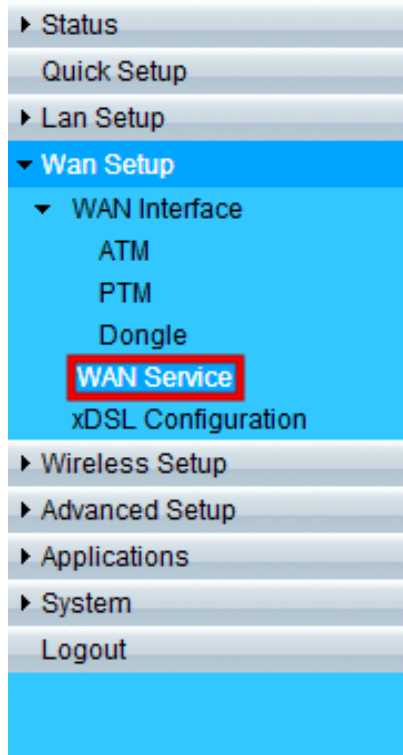 Status
Quick Setup
Lan Setup
Wan Setup
WAN Interface
ATM
PTM
Dongle
WAN Service
xDSL Configuration
Wireless Setup
Advanced Setup
Applications
System
Logout